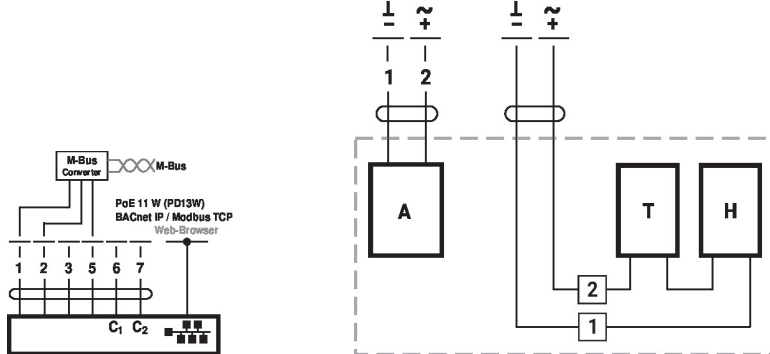 M-Bus
Converter
M-Bus
PoE 11 W (PD13W)
BACnet IP / Modbus TCP
Web-Browser
1 2 3 5 6 7
C1 C2
⊥ ~
- +
1 2
A
⊥ ~
- +
T H
2
1